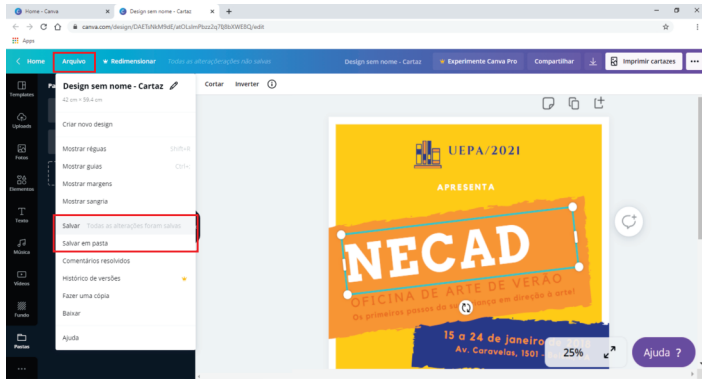 Home - Canva
Design sem nome - Cartaz
canva.com/design/DAETsNkM9dE/atOLxlmPbzz2q7BJ8bXWE8Q/edit
Apps
Home
Arquivo
Redimensionar
Todas as alterações não salvas
Design sem nome - Cartaz
Experimente Canva Pro
Compartilhar
Imprimir cartazes
Templates
Uploads
Fotos
Elementos
Texto
Música
Vídeos
Fundo
Pastas
Design sem nome - Cartaz
42 cm × 59.4 cm
Criar novo design
Mostrar réguas Shift+R
Mostrar guias
Mostrar margens
Mostrar sangria
Salvar Todas as alterações foram salvas
Salvar em pasta
Comentários resolvidos
Histórico de versões
Fazer uma cópia
Baixar
Ajuda
Cortar Inverter
UEPA/2021
APRESENTA
NECAD
OFICINA DE ARTE DE VERÃO
Os primeiros passos da sua criança em direção à arte!
15 a 24 de janeiro
Av. Caravelas, 1501 -
25%
Ajuda ?